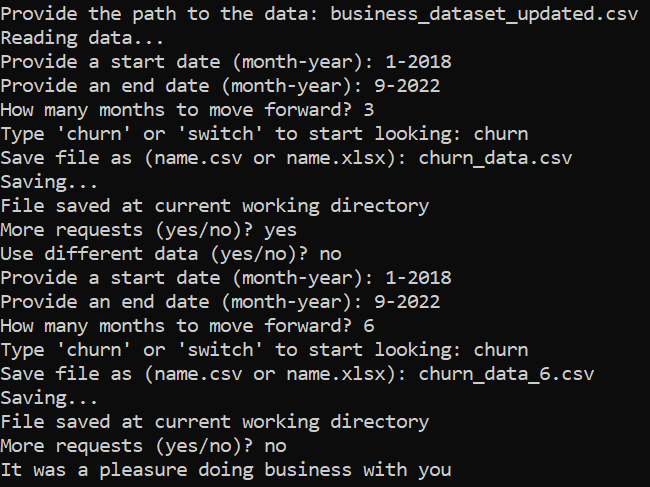 Provide the path to the data: business_dataset_updated.csv
Reading data...
Provide a start date (month-year): 1-2018
Provide an end date (month-year): 9-2022
How many months to move forward? 3
Type 'churn' or 'switch' to start looking: churn
Save file as (name.csv or name.xlsx): churn_data.csv
Saving...
File saved at current working directory
More requests (yes/no)? yes
Use different data (yes/no)? no
Provide a start date (month-year): 1-2018
Provide an end date (month-year): 9-2022
How many months to move forward? 6
Type 'churn' or 'switch' to start looking: churn
Save file as (name.csv or name.xlsx): churn_data_6.csv
Saving...
File saved at current working directory
More requests (yes/no)? no
It was a pleasure doing business with you